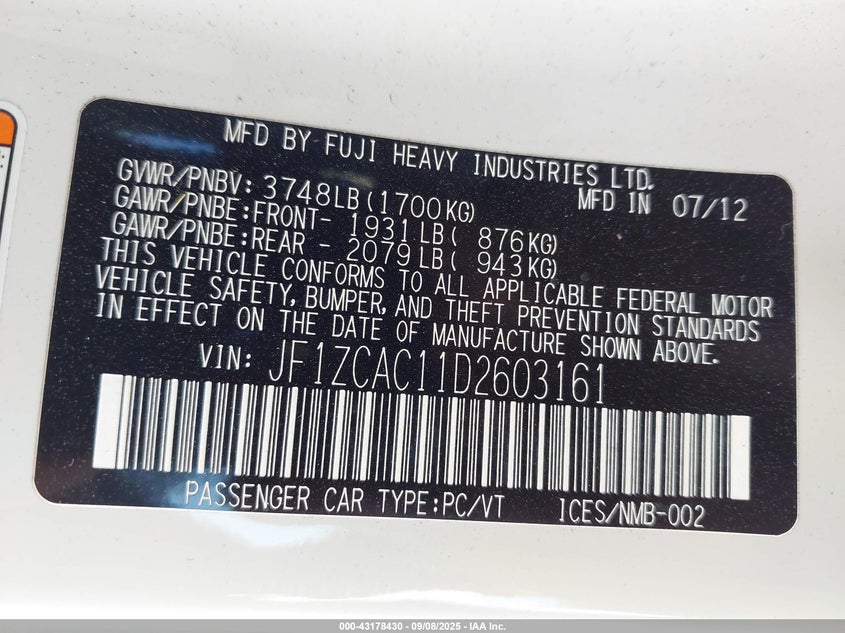 MFD BY FUJI HEAVY INDUSTRIES LTD.
GVWR/PNBV: 3748LB(1700KG) MFD IN 07/12
GAWR/PNBE:FRONT- 1931LB( 876KG)
GAWR/PNBE:REAR - 2079LB( 943KG)
THIS VEHICLE CONFORMS TO ALL APPLICABLE FEDERAL MOTOR
VEHICLE SAFETY, BUMPER, AND THEFT PREVENTION STANDARDS
IN EFFECT ON THE DATE OF MANUFACTURE SHOWN ABOVE.
VIN: JF1ZCAC11D2603161
PASSENGER CAR TYPE:PC/VT ICES/NMB-002
000-43178430 - 09/08/2025 - IAA Inc.